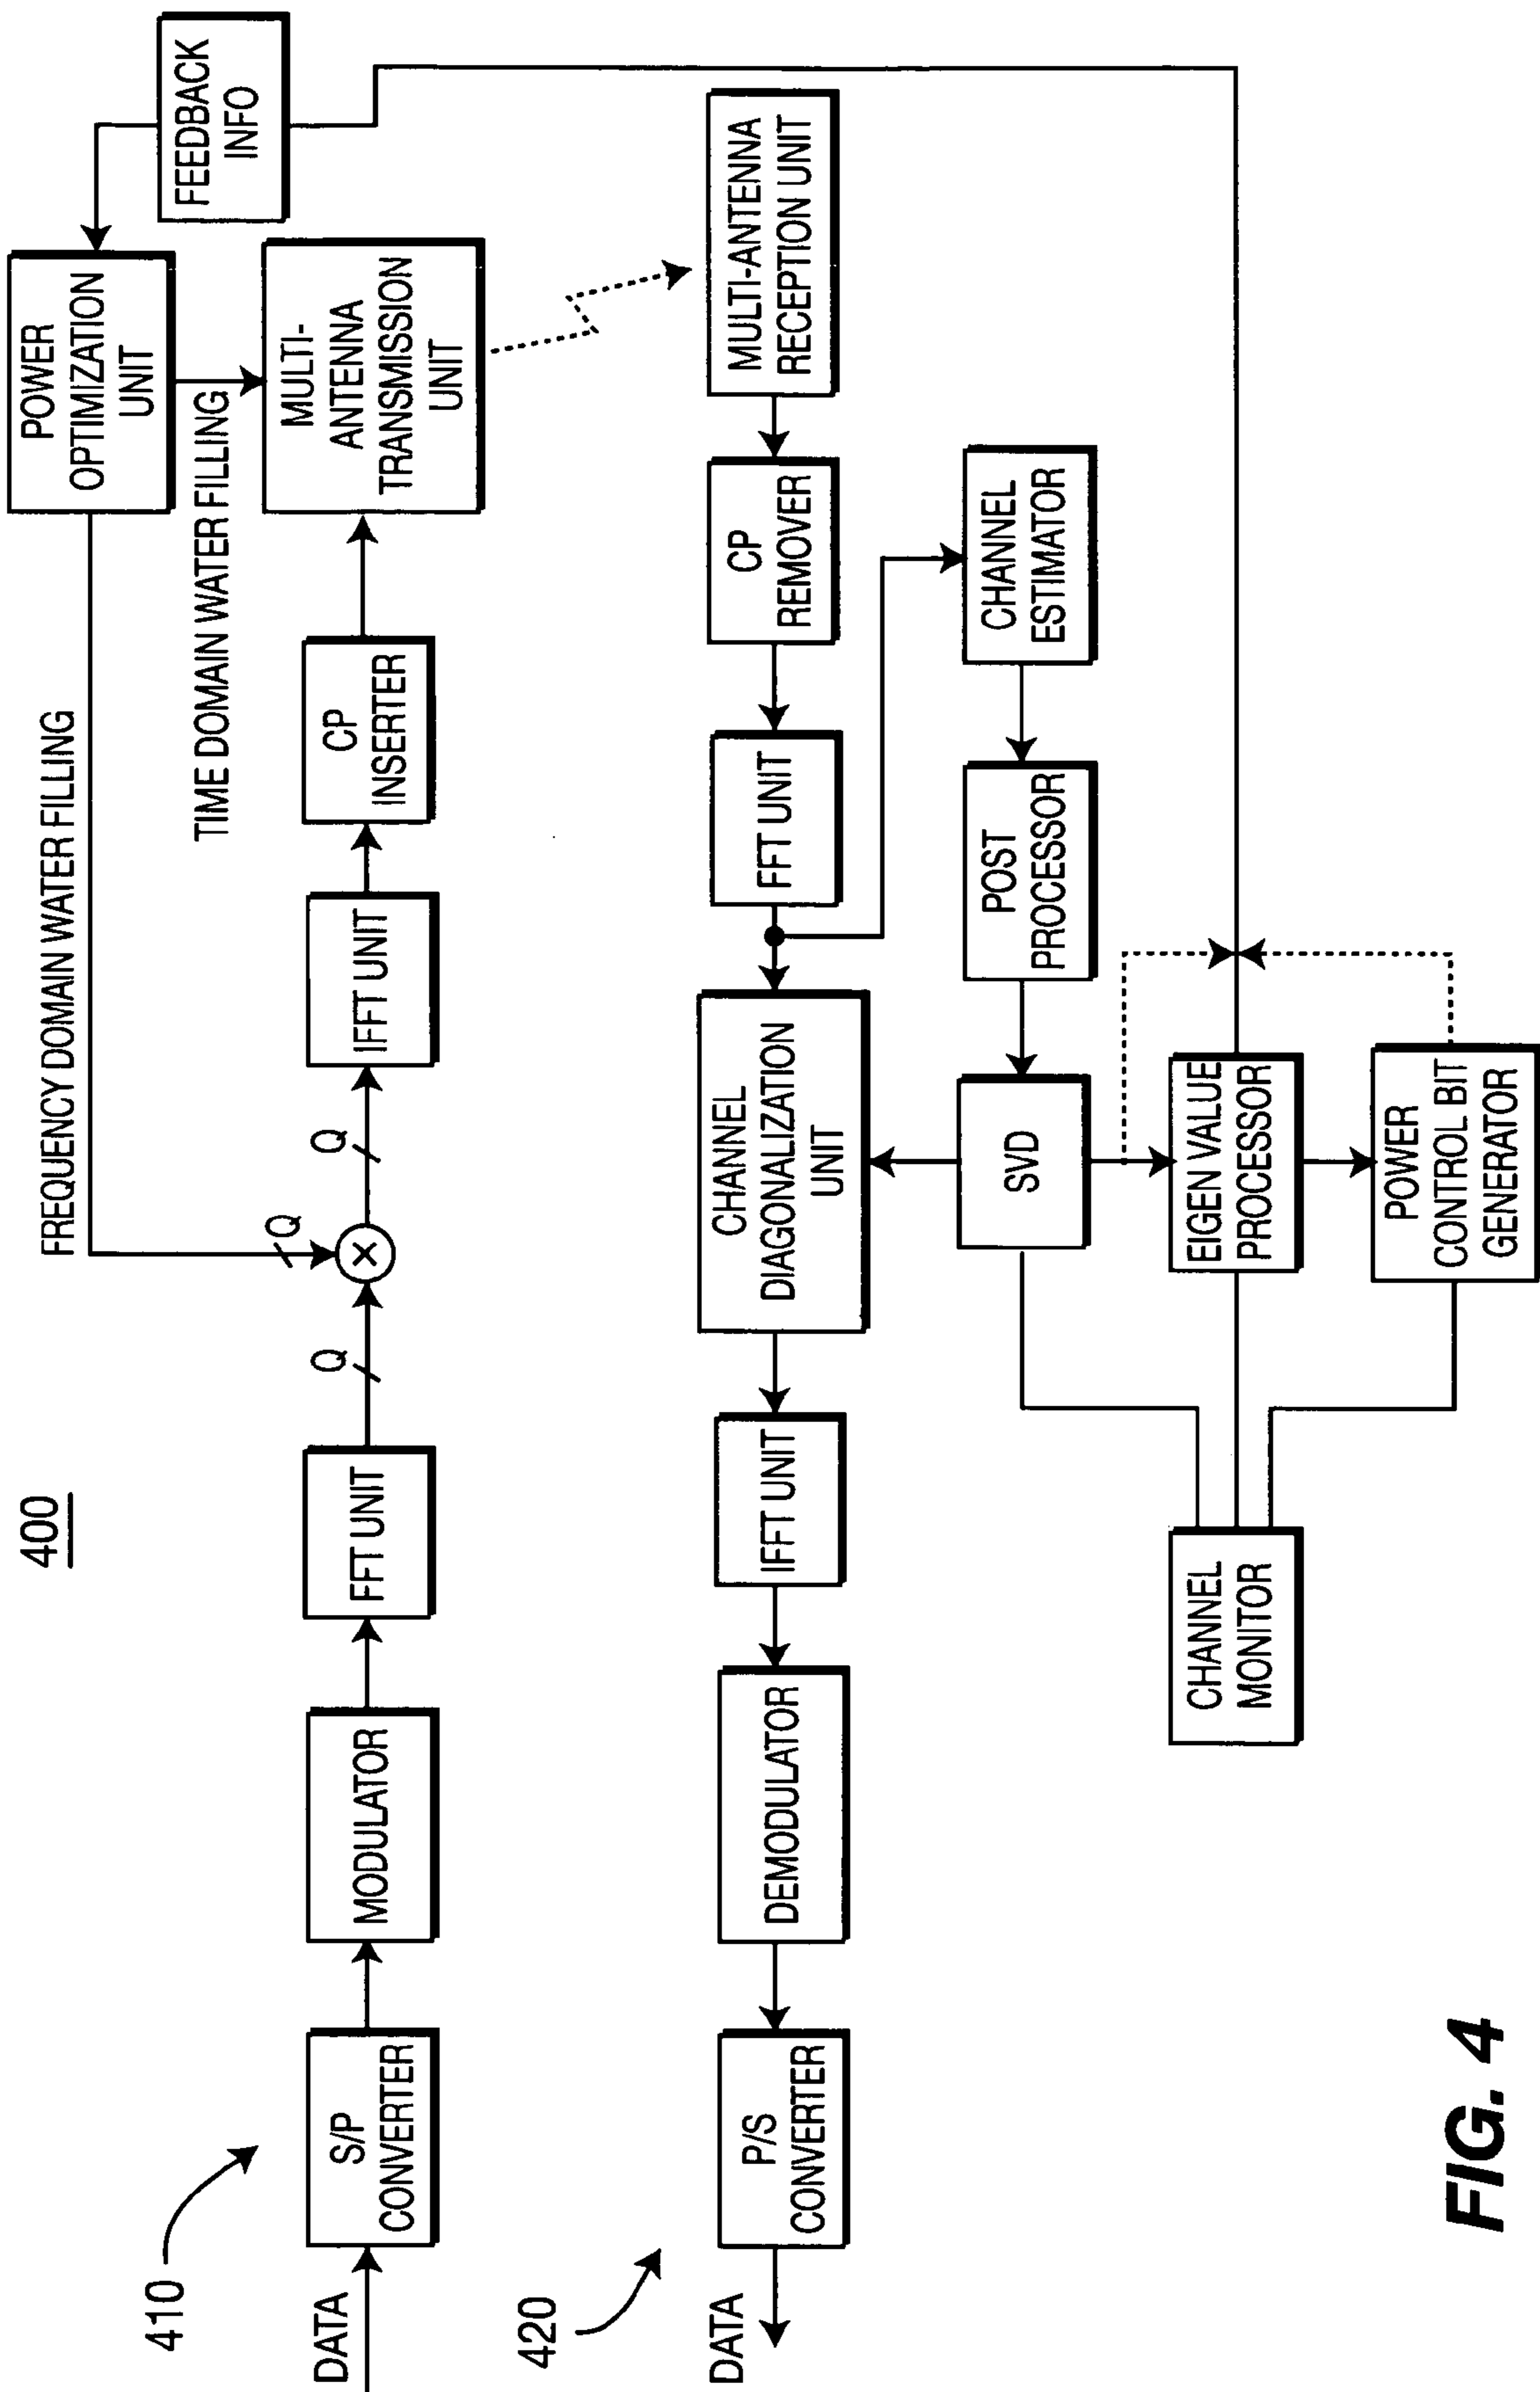 400
FREQUENCY DOMAIN WATER FILLING
POWER
OPTIMIZATION
UNIT
FEEDBACK
INFO
TIME DOMAIN WATER FILLING
410
DATA
S/P
CONVERTER
MODULATOR
FFT UNIT
Q
Q
×
Q
IFFT UNIT
CP
INSERTER
MULTI-
ANTENNA
TRANSMISSION
UNIT
420
DATA
P/S
CONVERTER
DEMODULATOR
IFFT UNIT
CHANNEL
DIAGONALIZATION
UNIT
FFT UNIT
CP
REMOVER
MULTI-ANTENNA
RECEPTION UNIT
SVD
POST
PROCESSOR
CHANNEL
ESTIMATOR
CHANNEL
MONITOR
EIGEN VALUE
PROCESSOR
POWER
CONTROL BIT
GENERATOR
FIG. 4